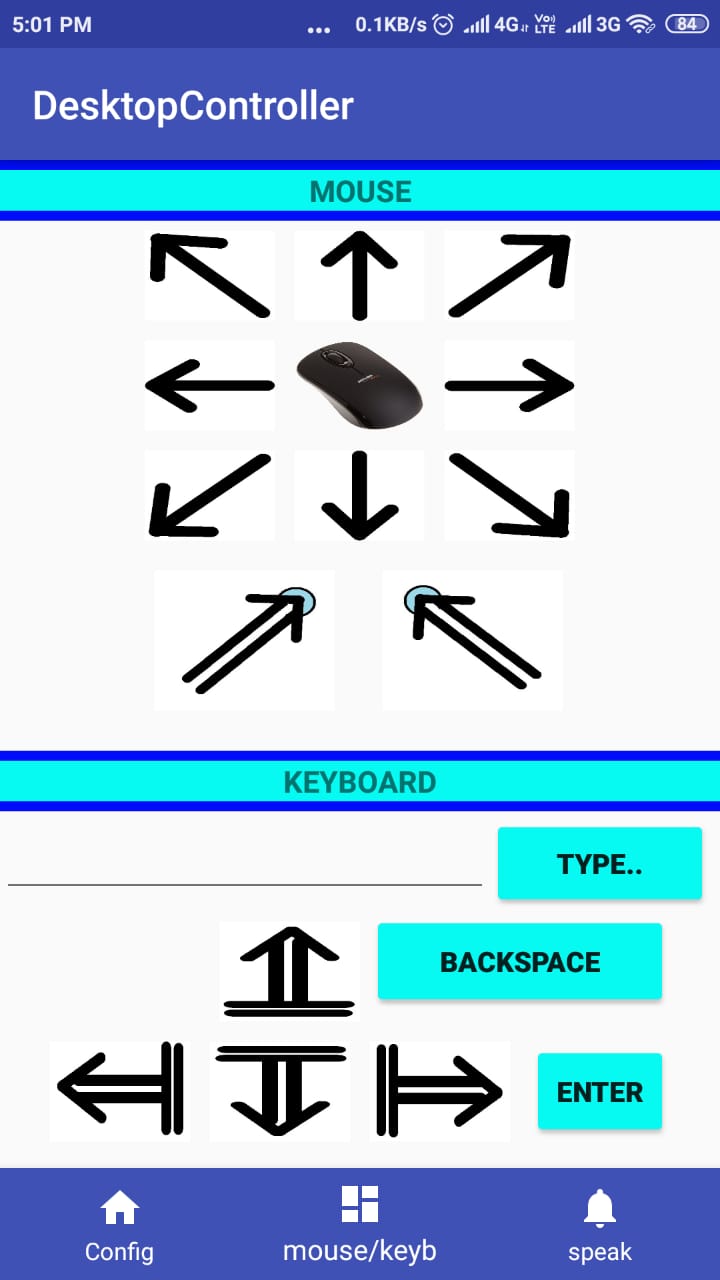 5:01 PM ... 0.1KB/s 4G Vo) LTE 3G 84
DesktopController
MOUSE
KEYBOARD
TYPE..
BACKSPACE
ENTER
Config mouse/keyb speak